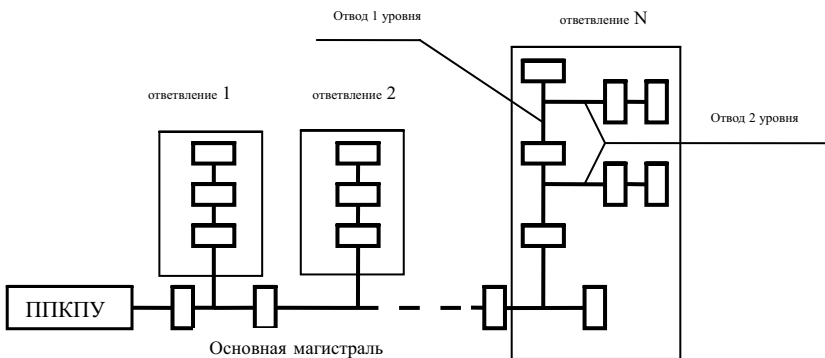 Отвод 1 уровня
ответвление N
ответвление 1
ответвление 2
Отвод 2 уровня
ППКПУ
Основная магистраль